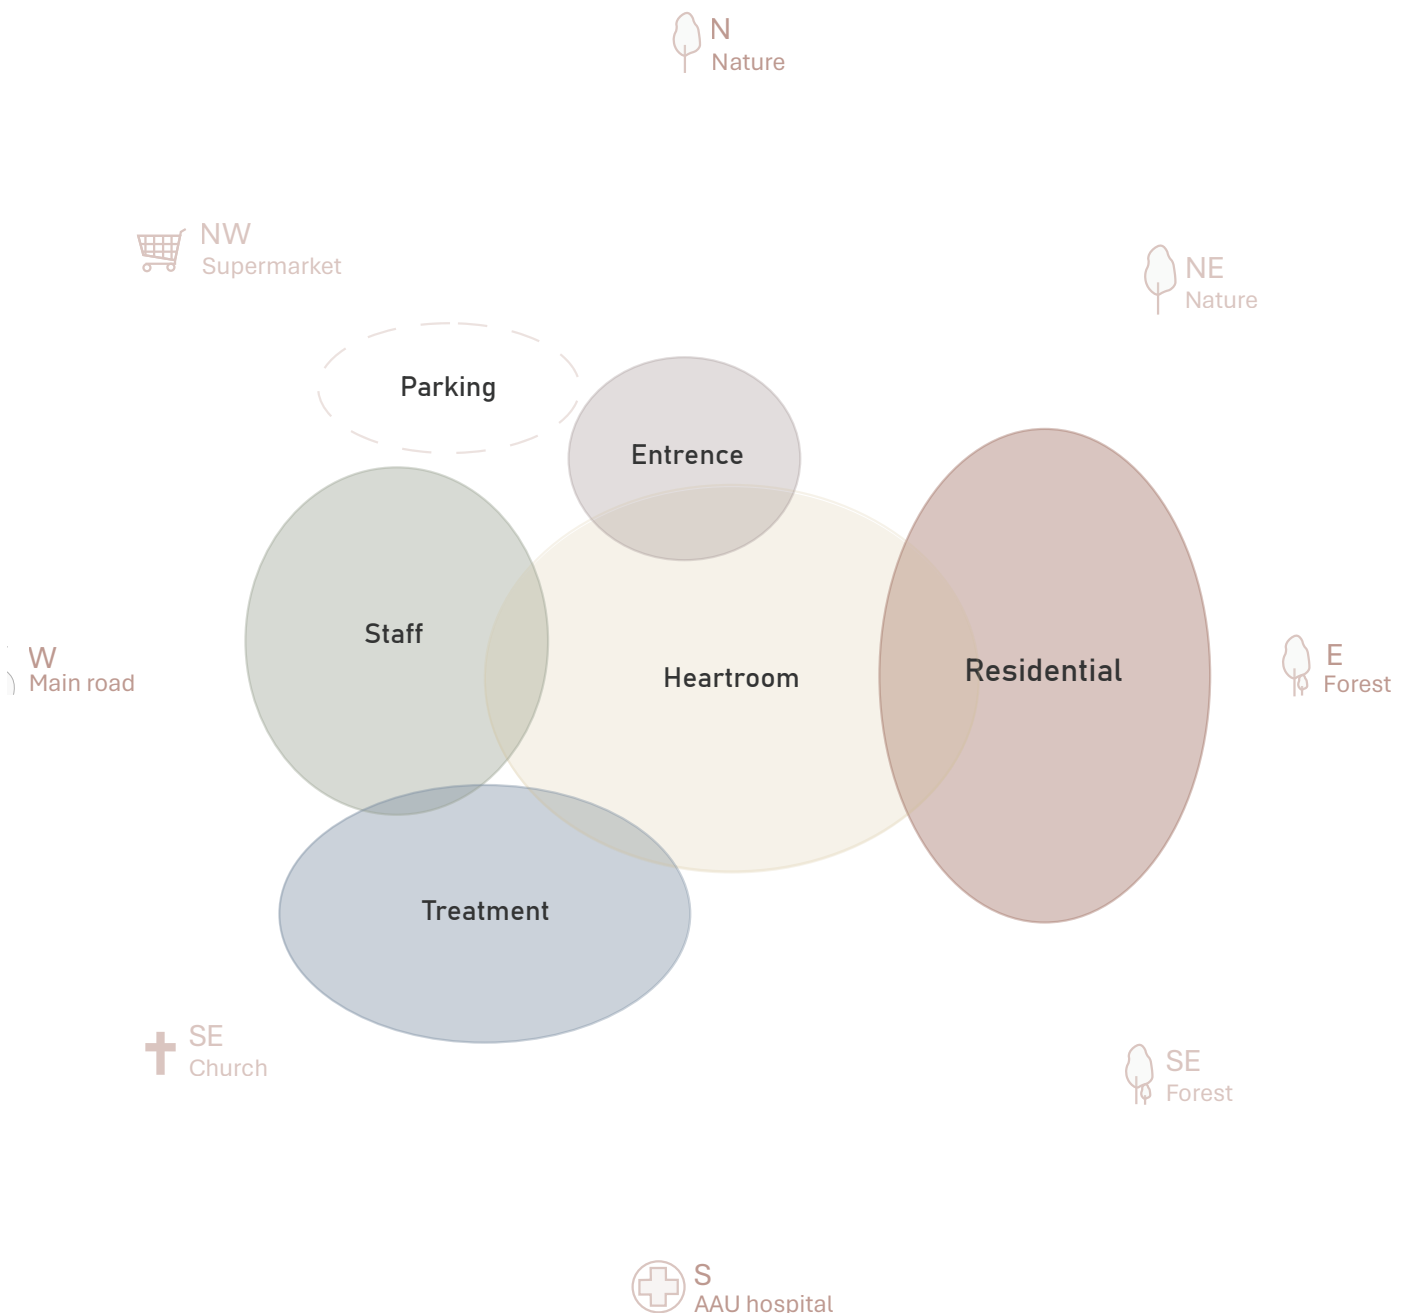 N
Nature
NW
Supermarket
NE
Nature
Parking
Entrence
Staff
Heartroom
Residential
W
Main road
E
Forest
Treatment
SE
Church
SE
Forest
S
AAU hospital